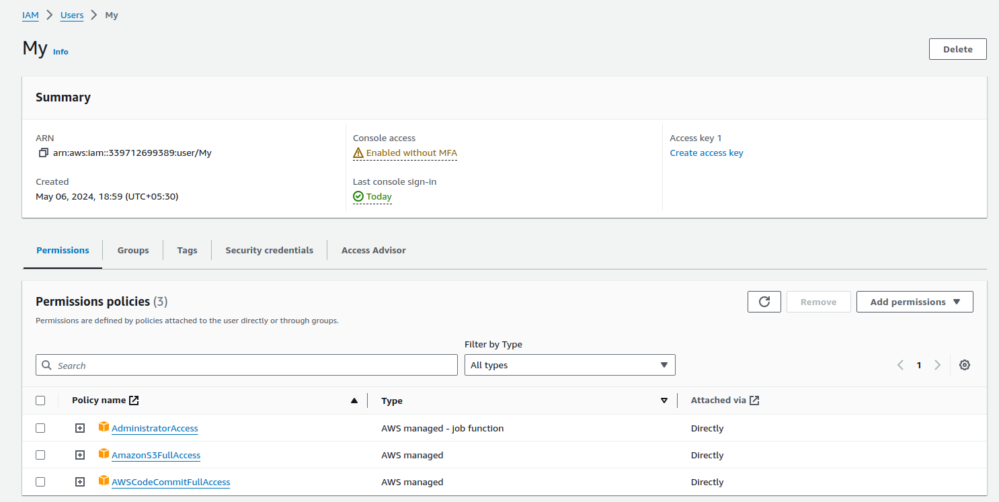 IAM > Users > My
My Info
Delete
Summary
ARN
arn:aws:iam::339712699389:user/My
Created
May 06, 2024, 18:59 (UTC+05:30)
Console access
Enabled without MFA
Last console sign-in
Today
Access key 1
Create access key
Permissions Groups Tags Security credentials Access Advisor
Permissions policies (3)
Permissions are defined by policies attached to the user directly or through groups.
Remove
Add permissions
Filter by Type
Search
All types
1
Policy name Type Attached via
AdministratorAccess AWS managed - job function Directly
AmazonS3FullAccess AWS managed Directly
AWSCodeCommitFullAccess AWS managed Directly